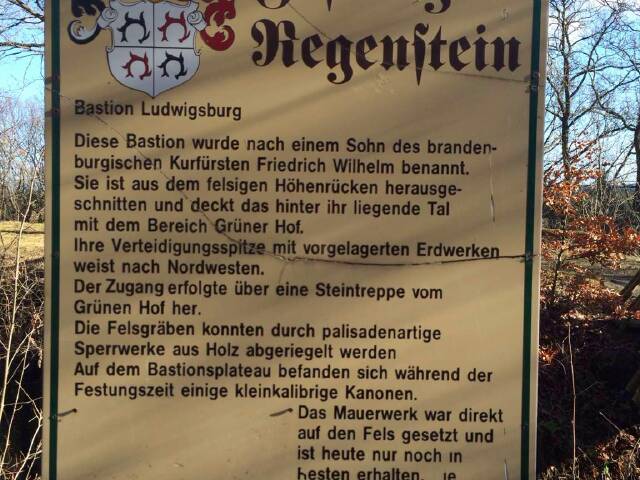 Regenstein
Bastion Ludwigsburg
Diese Bastion wurde nach einem Sohn des branden-
burgischen Kurfürsten Friedrich Wilhelm benannt.
Sie ist aus dem felsigen Höhenrücken herausge-
schnitten und deckt das hinter ihr liegende Tal
mit dem Bereich Grüner Hof.
Ihre Verteidigungsspitze mit vorgelagerten Erdwerken
weist nach Nordwesten.
Der Zugang erfolgte über eine Steintreppe vom
Grünen Hof her.
Die Felsgräben konnten durch palisadenartige
Sperrwerke aus Holz abgeriegelt werden
Auf dem Bastionsplateau befanden sich während der
Festungszeit einige kleinkalibrige Kanonen.
Das Mauerwerk war direkt
auf den Fels gesetzt und
ist heute nur noch in
erhalten.